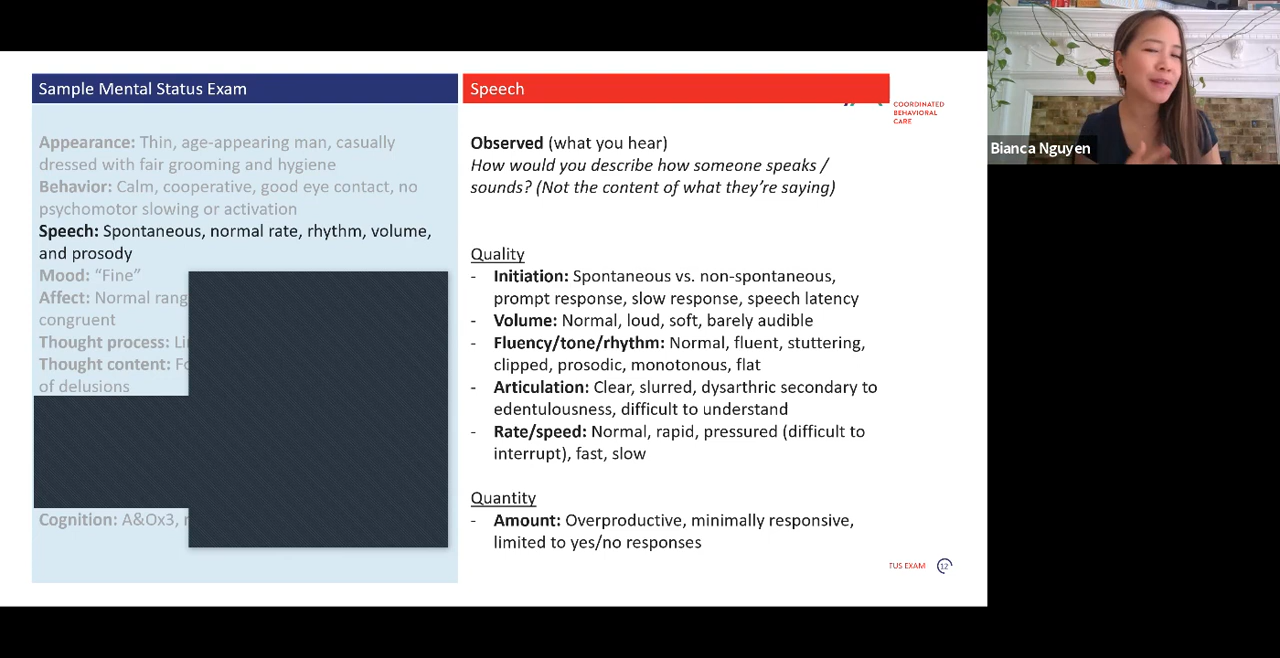 Sample Mental Status Exam
Appearance: Thin, age-appearing man, casually
dressed with fair grooming and hygiene
Behavior: Calm, cooperative, good eye contact, no
psychomotor slowing or activation
Speech: Spontaneous, normal rate, rhythm, volume,
and prosody
Mood: “Fine”
Affect: Normal
congruent
Thought process:
Thought content:
of delusions
Cognition: A&Ox3,
Speech
COORDINATED
BEHAVIORAL
CARE
Observed (what you hear)
How would you describe how someone speaks /
sounds? (Not the content of what they’re saying)
Quality
- Initiation: Spontaneous vs. non-spontaneous,
prompt response, slow response, speech latency
- Volume: Normal, loud, soft, barely audible
- Fluency/tone/rhythm: Normal, fluent, stuttering,
clipped, prosodic, monotonous, flat
- Articulation: Clear, slurred, dysarthric secondary to
edentulousness, difficult to understand
- Rate/speed: Normal, rapid, pressured (difficult to
interrupt), fast, slow
Quantity
- Amount: Overproductive, minimally responsive,
limited to yes/no responses
TUS EXAM 12
Bianca Nguyen